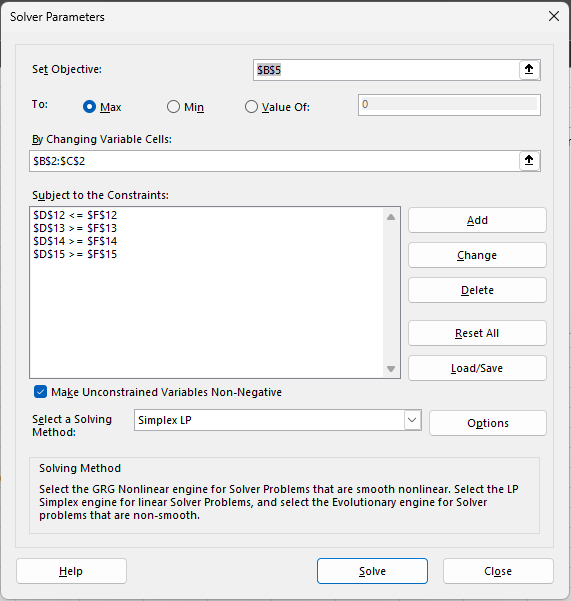 Solver Parameters
Set Objective:
$B$5
To:
Max
Min
Value Of:
0
By Changing Variable Cells:
$B$2:$C$2
Subject to the Constraints:
$D$12 <= $F$12
$D$13 >= $F$13
$D$14 >= $F$14
$D$15 >= $F$15
Add
Change
Delete
Reset All
Load/Save
Make Unconstrained Variables Non-Negative
Select a Solving
Method:
Simplex LP
Options
Solving Method
Select the GRG Nonlinear engine for Solver Problems that are smooth nonlinear. Select the LP
Simplex engine for linear Solver Problems, and select the Evolutionary engine for Solver
problems that are non-smooth.
Help
Solve
Close